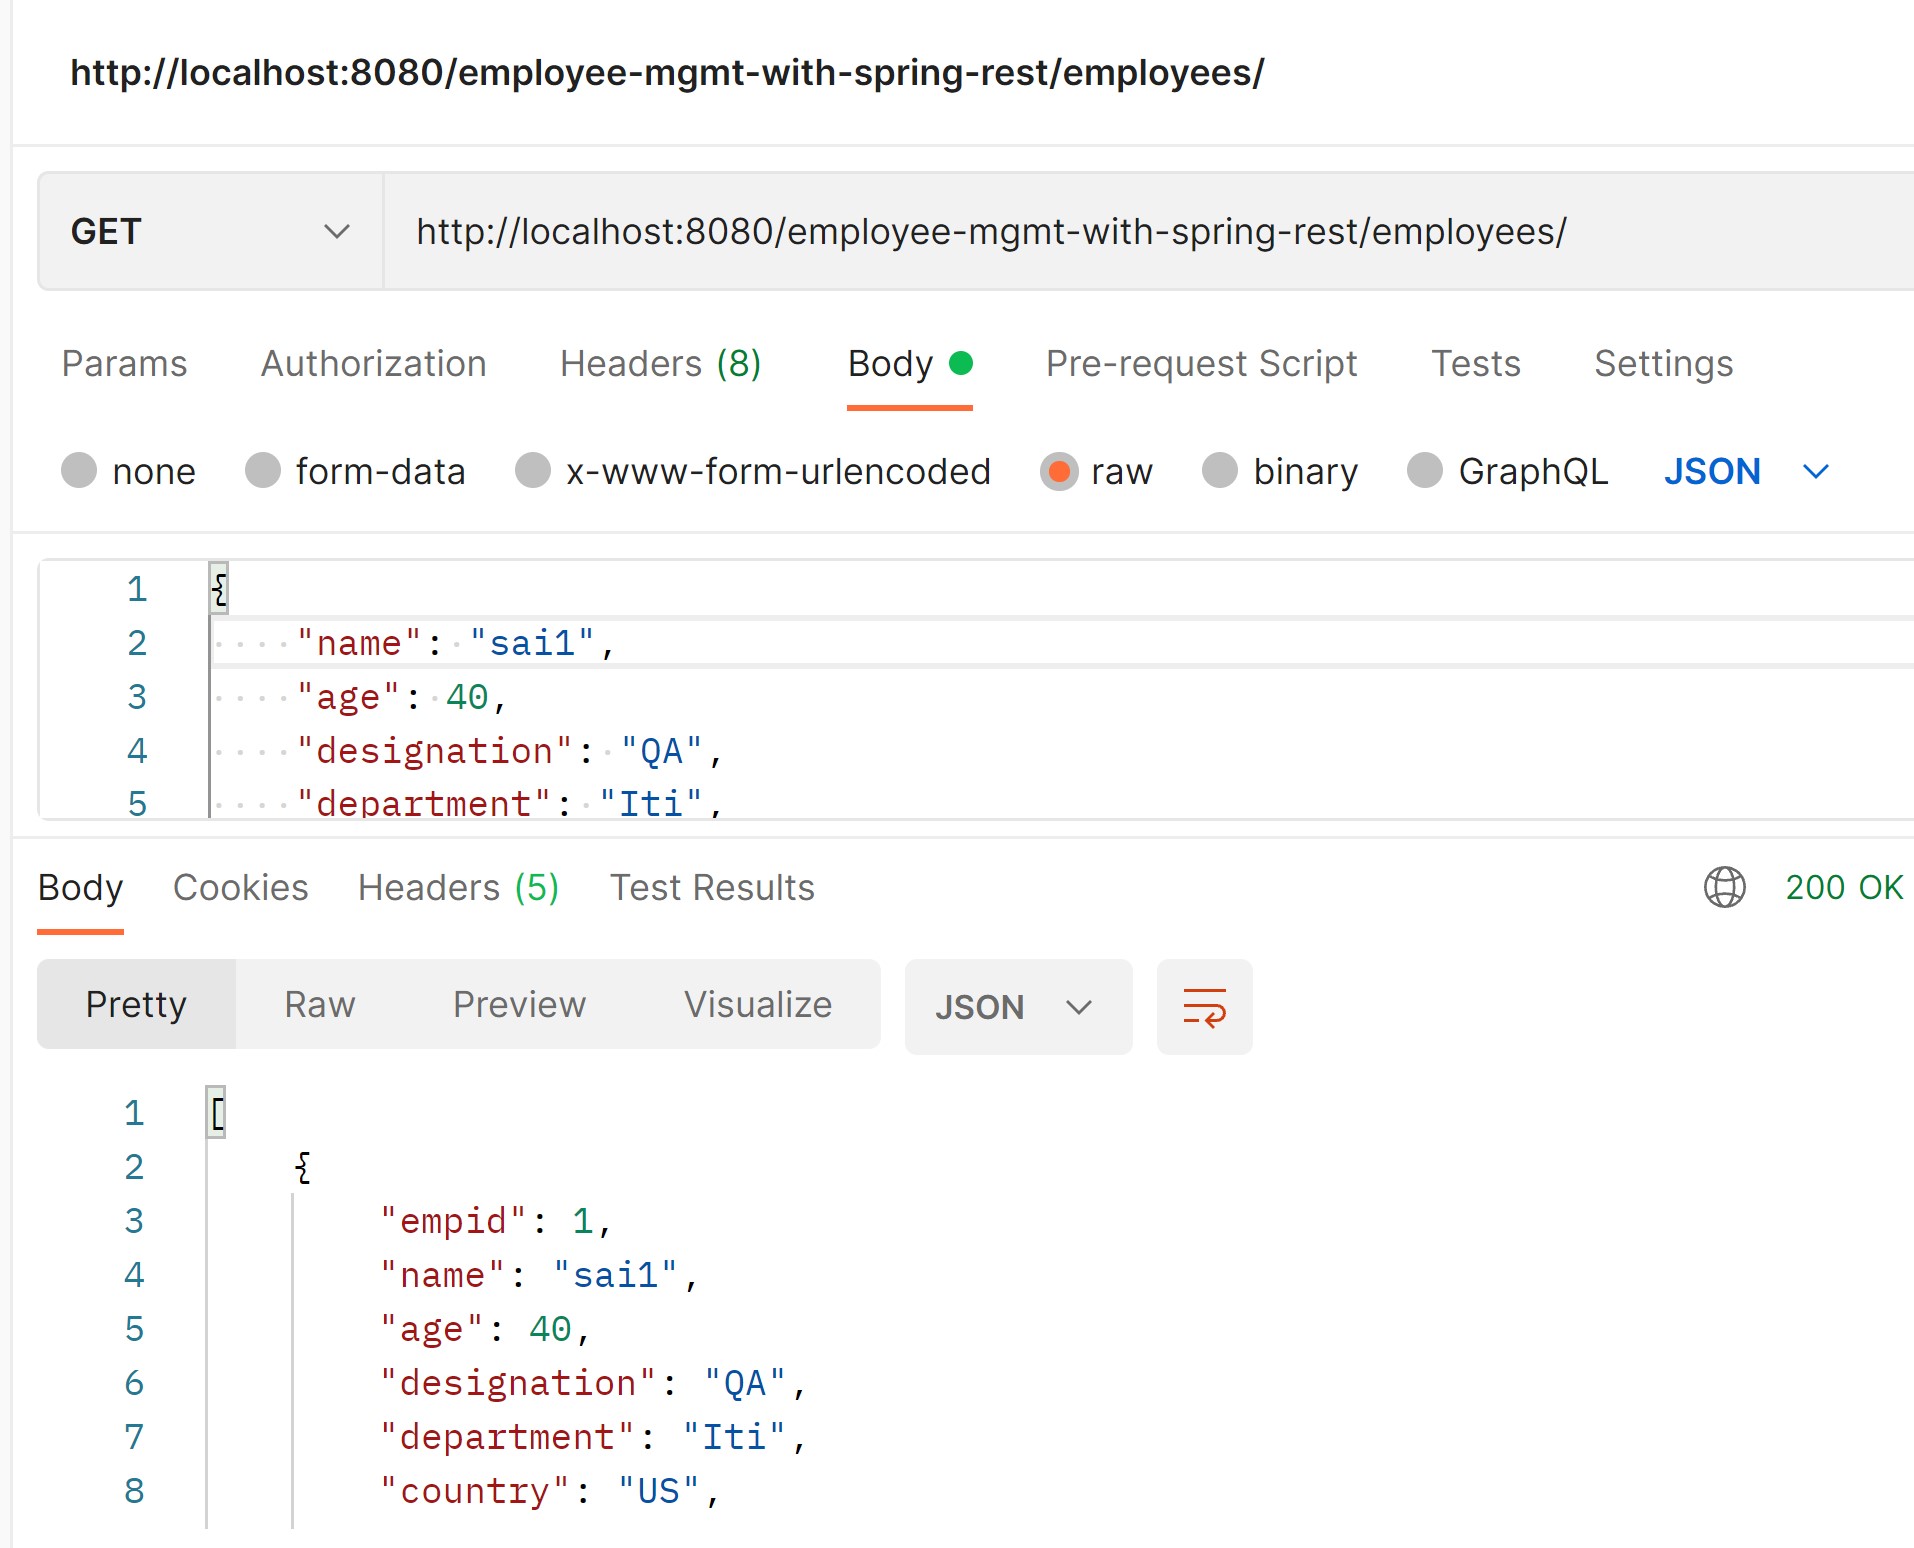 http://localhost:8080/employee-mgmt-with-spring-rest/employees/
GET http://localhost:8080/employee-mgmt-with-spring-rest/employees/
Params Authorization Headers (8) Body Pre-request Script Tests Settings
none form-data x-www-form-urlencoded raw binary GraphQL JSON
1 {
2 "name": "sai1",
3 "age": 40,
4 "designation": "QA",
5 "department": "Iti",
Body Cookies Headers (5) Test Results 200 OK
Pretty Raw Preview Visualize JSON
1 [
2 {
3 "empid": 1,
4 "name": "sai1",
5 "age": 40,
6 "designation": "QA",
7 "department": "Iti",
8 "country": "US",